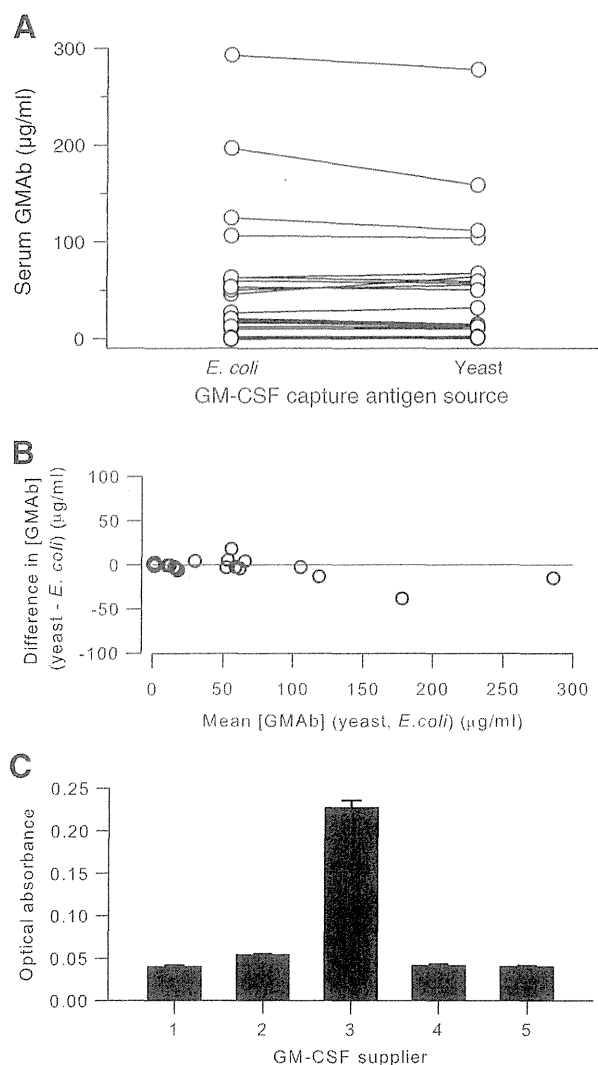 A
300
200
100
0
Serum GMAb (µg/ml)
E. coli
Yeast
GM-CSF capture antigen source
B
100
50
0
-50
-100
Difference in [GMAb]
(yeast - E. coli) (µg/ml)
0 50 100 150 200 250 300
Mean [GMAb] (yeast, E.coli) (µg/ml)
C
0.25
0.20
0.15
0.10
0.05
0.00
Optical absorbance
1 2 3 4 5
GM-CSF supplier